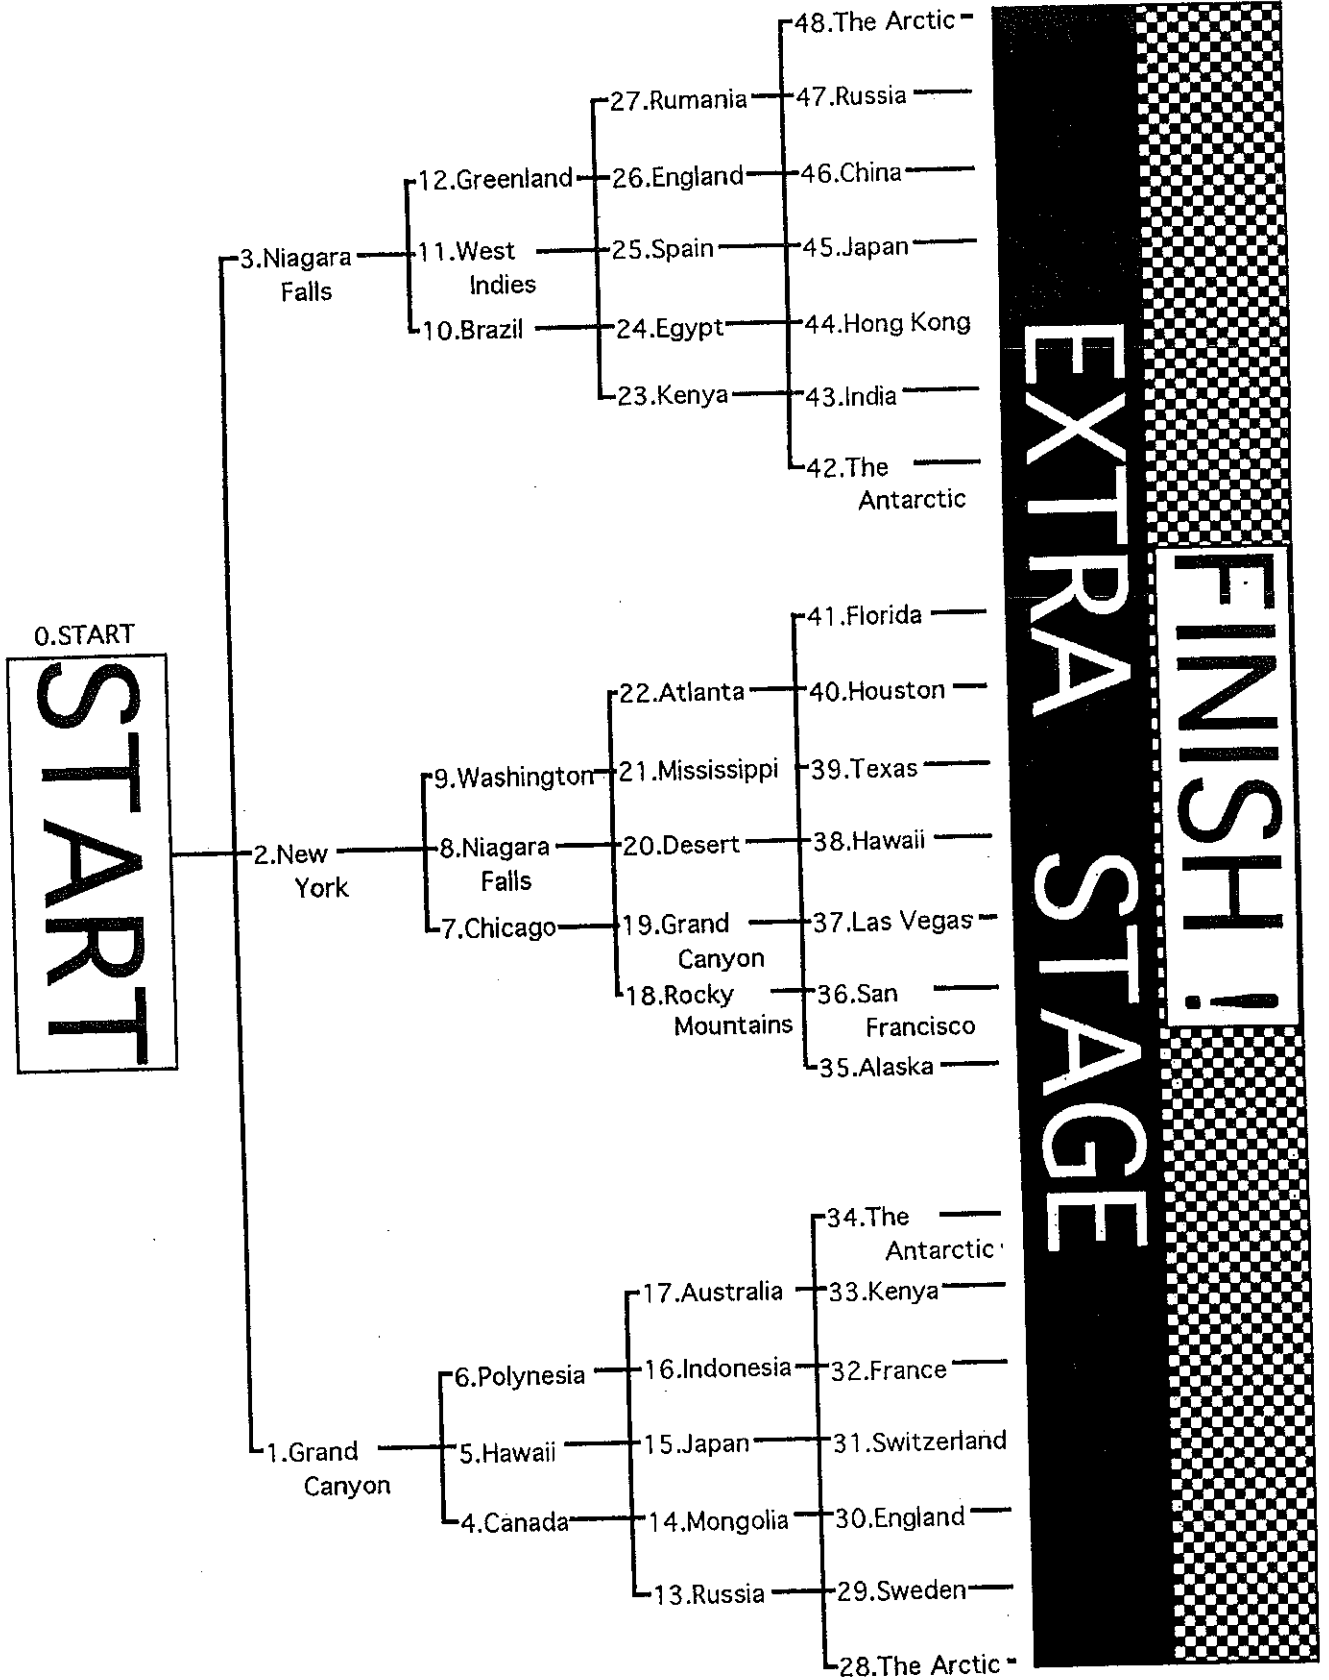 48.The Arctic
27.Rumania
47.Russia
12.Greenland
26.England
46.China
3.Niagara
Falls
11.West
Indies
25.Spain
45.Japan
10.Brazil
24.Egypt
44.Hong Kong
23.Kenya
43.India
42.The
Antarctic
0.START
START
41.Florida
22.Atlanta
40.Houston
9.Washington
21.Mississippi
39.Texas
2.New
York
8.Niagara
Falls
20.Desert
38.Hawaii
7.Chicago
19.Grand
Canyon
37.Las Vegas
18.Rocky
Mountains
36.San
Francisco
35.Alaska
34.The
Antarctic
17.Australia
33.Kenya
6.Polynesia
16.Indonesia
32.France
1.Grand
Canyon
5.Hawaii
15.Japan
31.Switzerland
4.Canada
14.Mongolia
30.England
13.Russia
29.Sweden
28.The Arctic
EXTRA STAGE
FINISH !